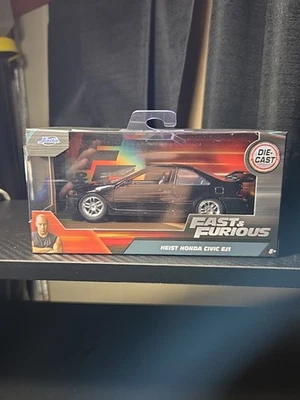 Jada
DIE-
CAST
FAST&
FURIOUS
HEIST HONDA CIVIC EJ1
8+